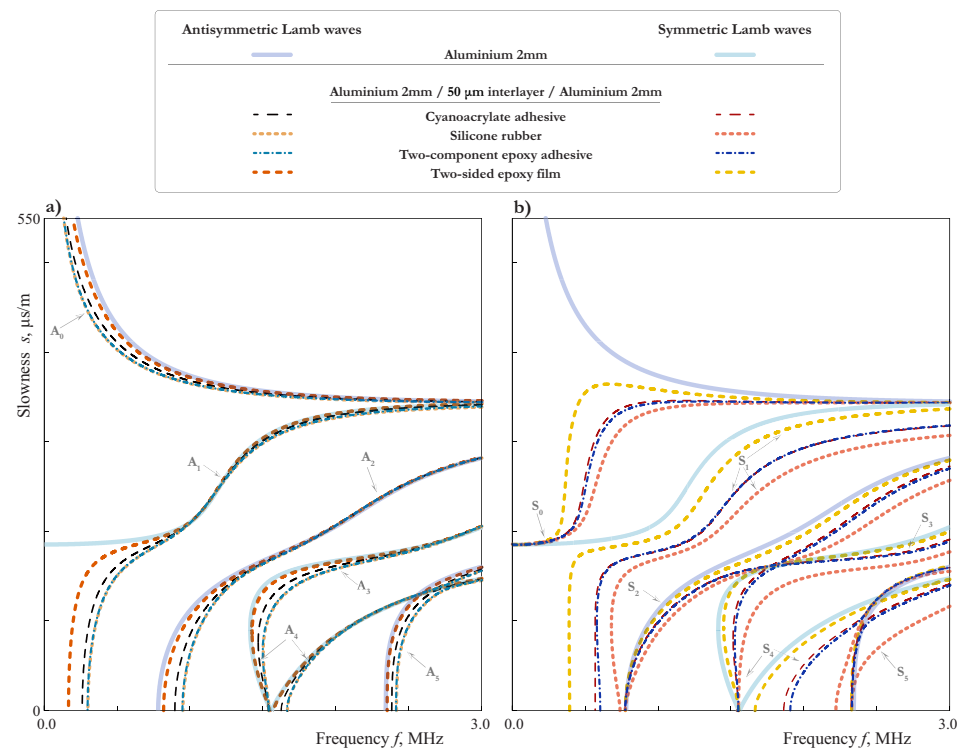 Antisymmetric Lamb waves
Symmetric Lamb waves
Aluminium 2mm
Aluminium 2mm / 50 μm interlayer / Aluminium 2mm
Cyanoacrylate adhesive
Silicone rubber
Two-component epoxy adhesive
Two-sided epoxy film
a)
550
Slowness s, μs/m
A₀
A₁
A₂
A₃
A₄
A₅
0
0.0
3.0
Frequency f, MHz
b)
S₀
S₁
S₂
S₃
S₄
S₅
0
0.0
3.0
Frequency f, MHz